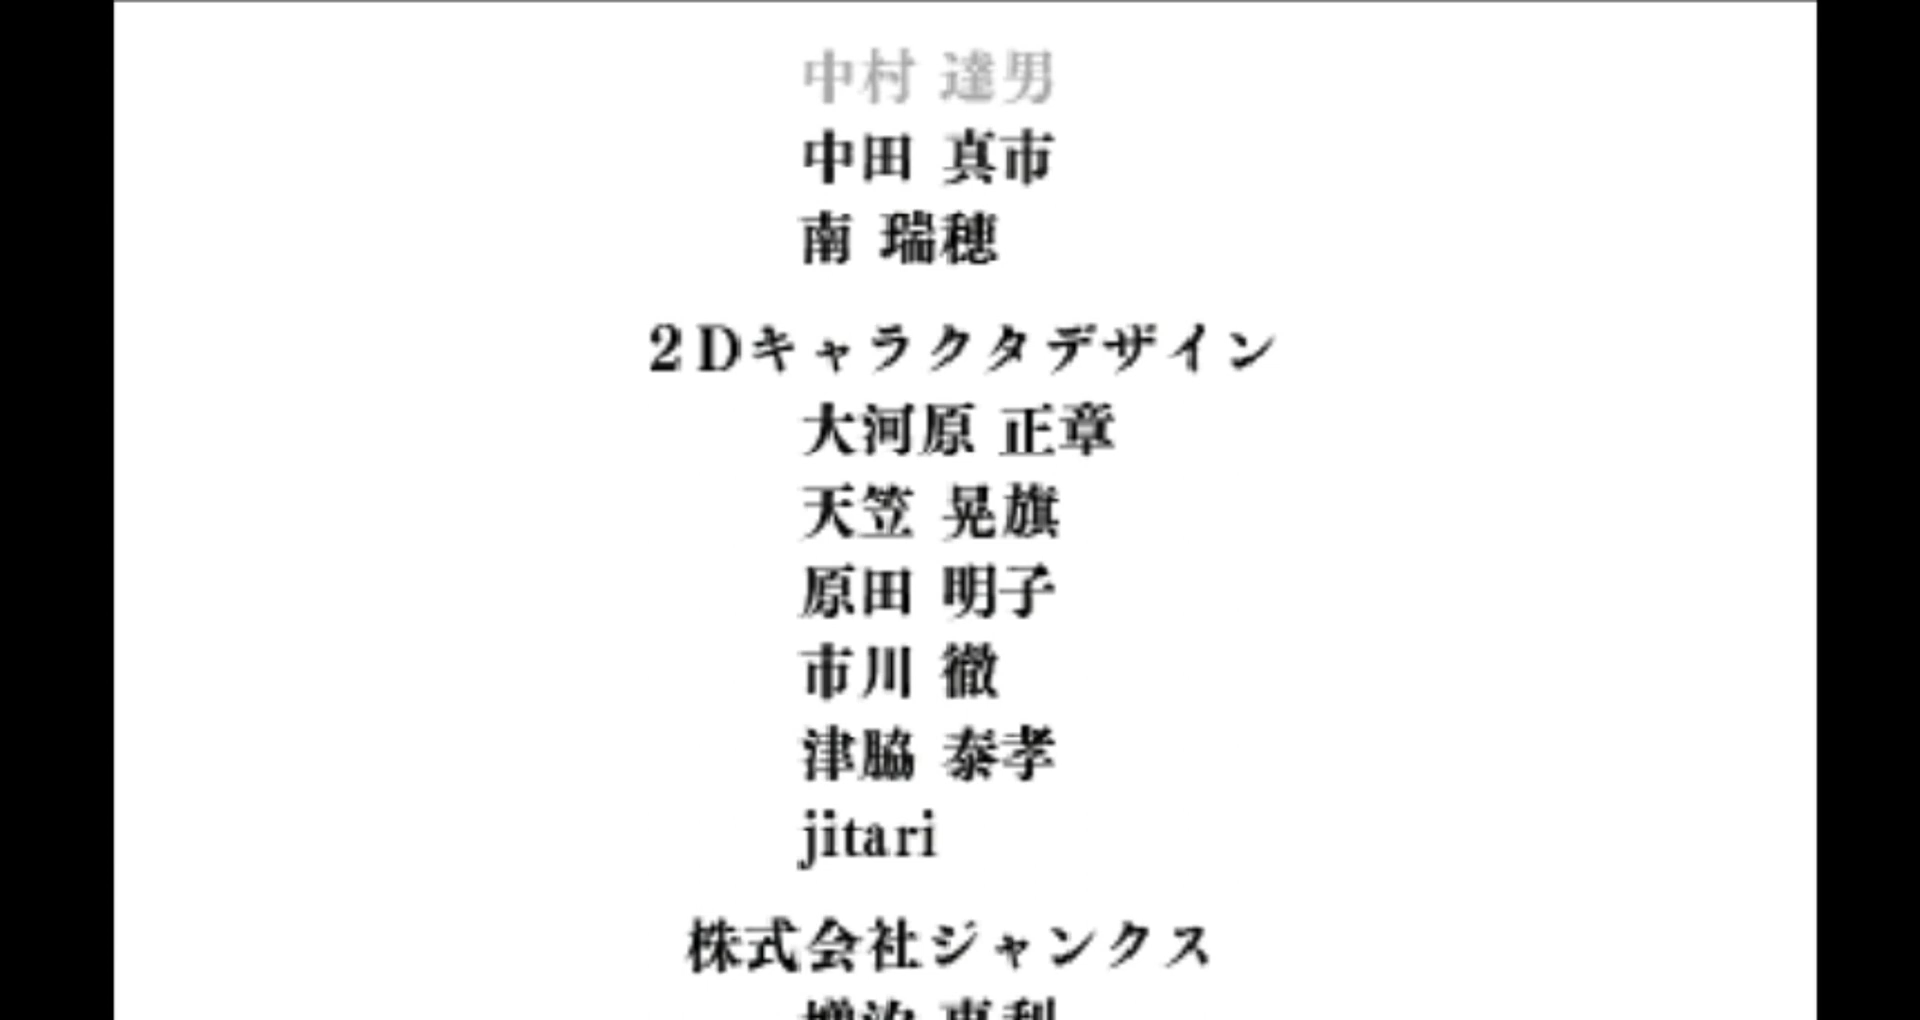 中村 達男
中田 真市
南 瑞穂
2Dキャラクタデザイン
大河原 正章
天笠 晃旗
原田 明子
市川 徹
津脇 泰孝
jitari
株式会社ジャンクス